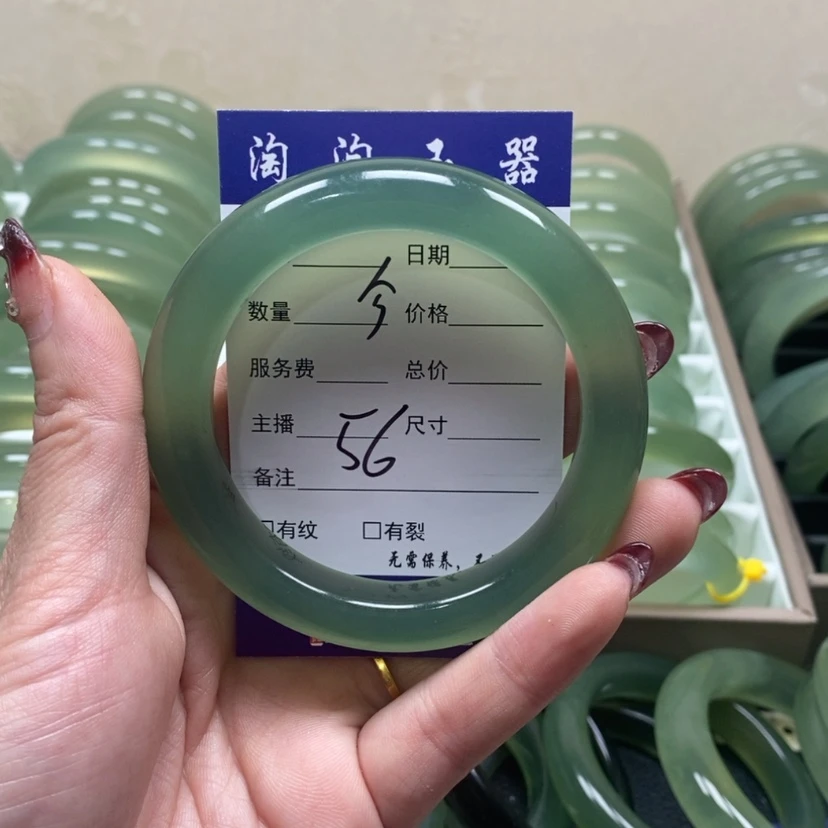 淘 淘 玉 器
日期
今
数量 价格
服务费 总价
主播 尺寸
56
备注
□有纹 □有裂
无需保养，